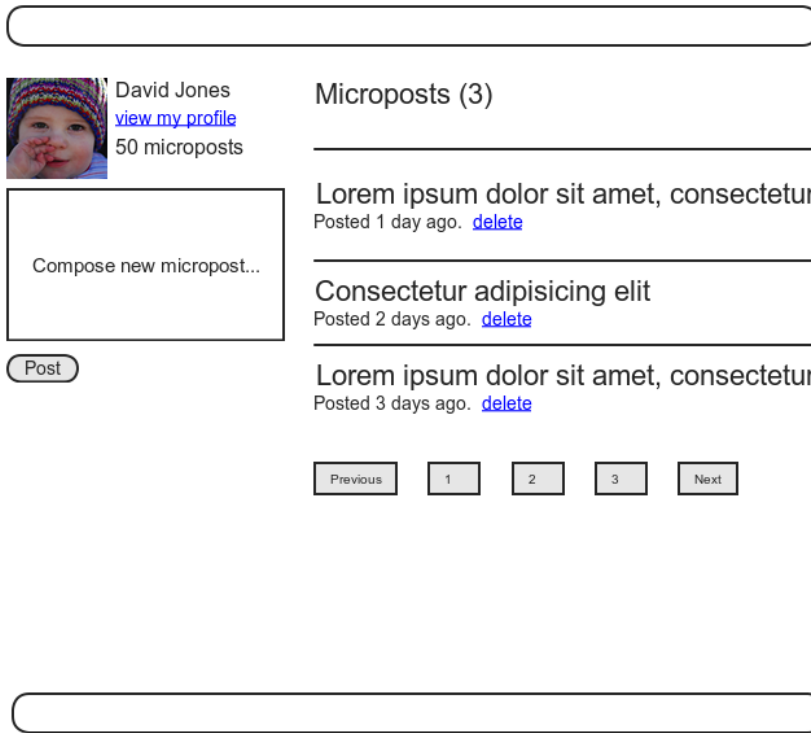 David Jones
view my profile
50 microposts
Compose new micropost...
Post
Microposts (3)
Lorem ipsum dolor sit amet, consectetur
Posted 1 day ago. delete
Consectetur adipisicing elit
Posted 2 days ago. delete
Lorem ipsum dolor sit amet, consectetur
Posted 3 days ago. delete
Previous 1 2 3 Next